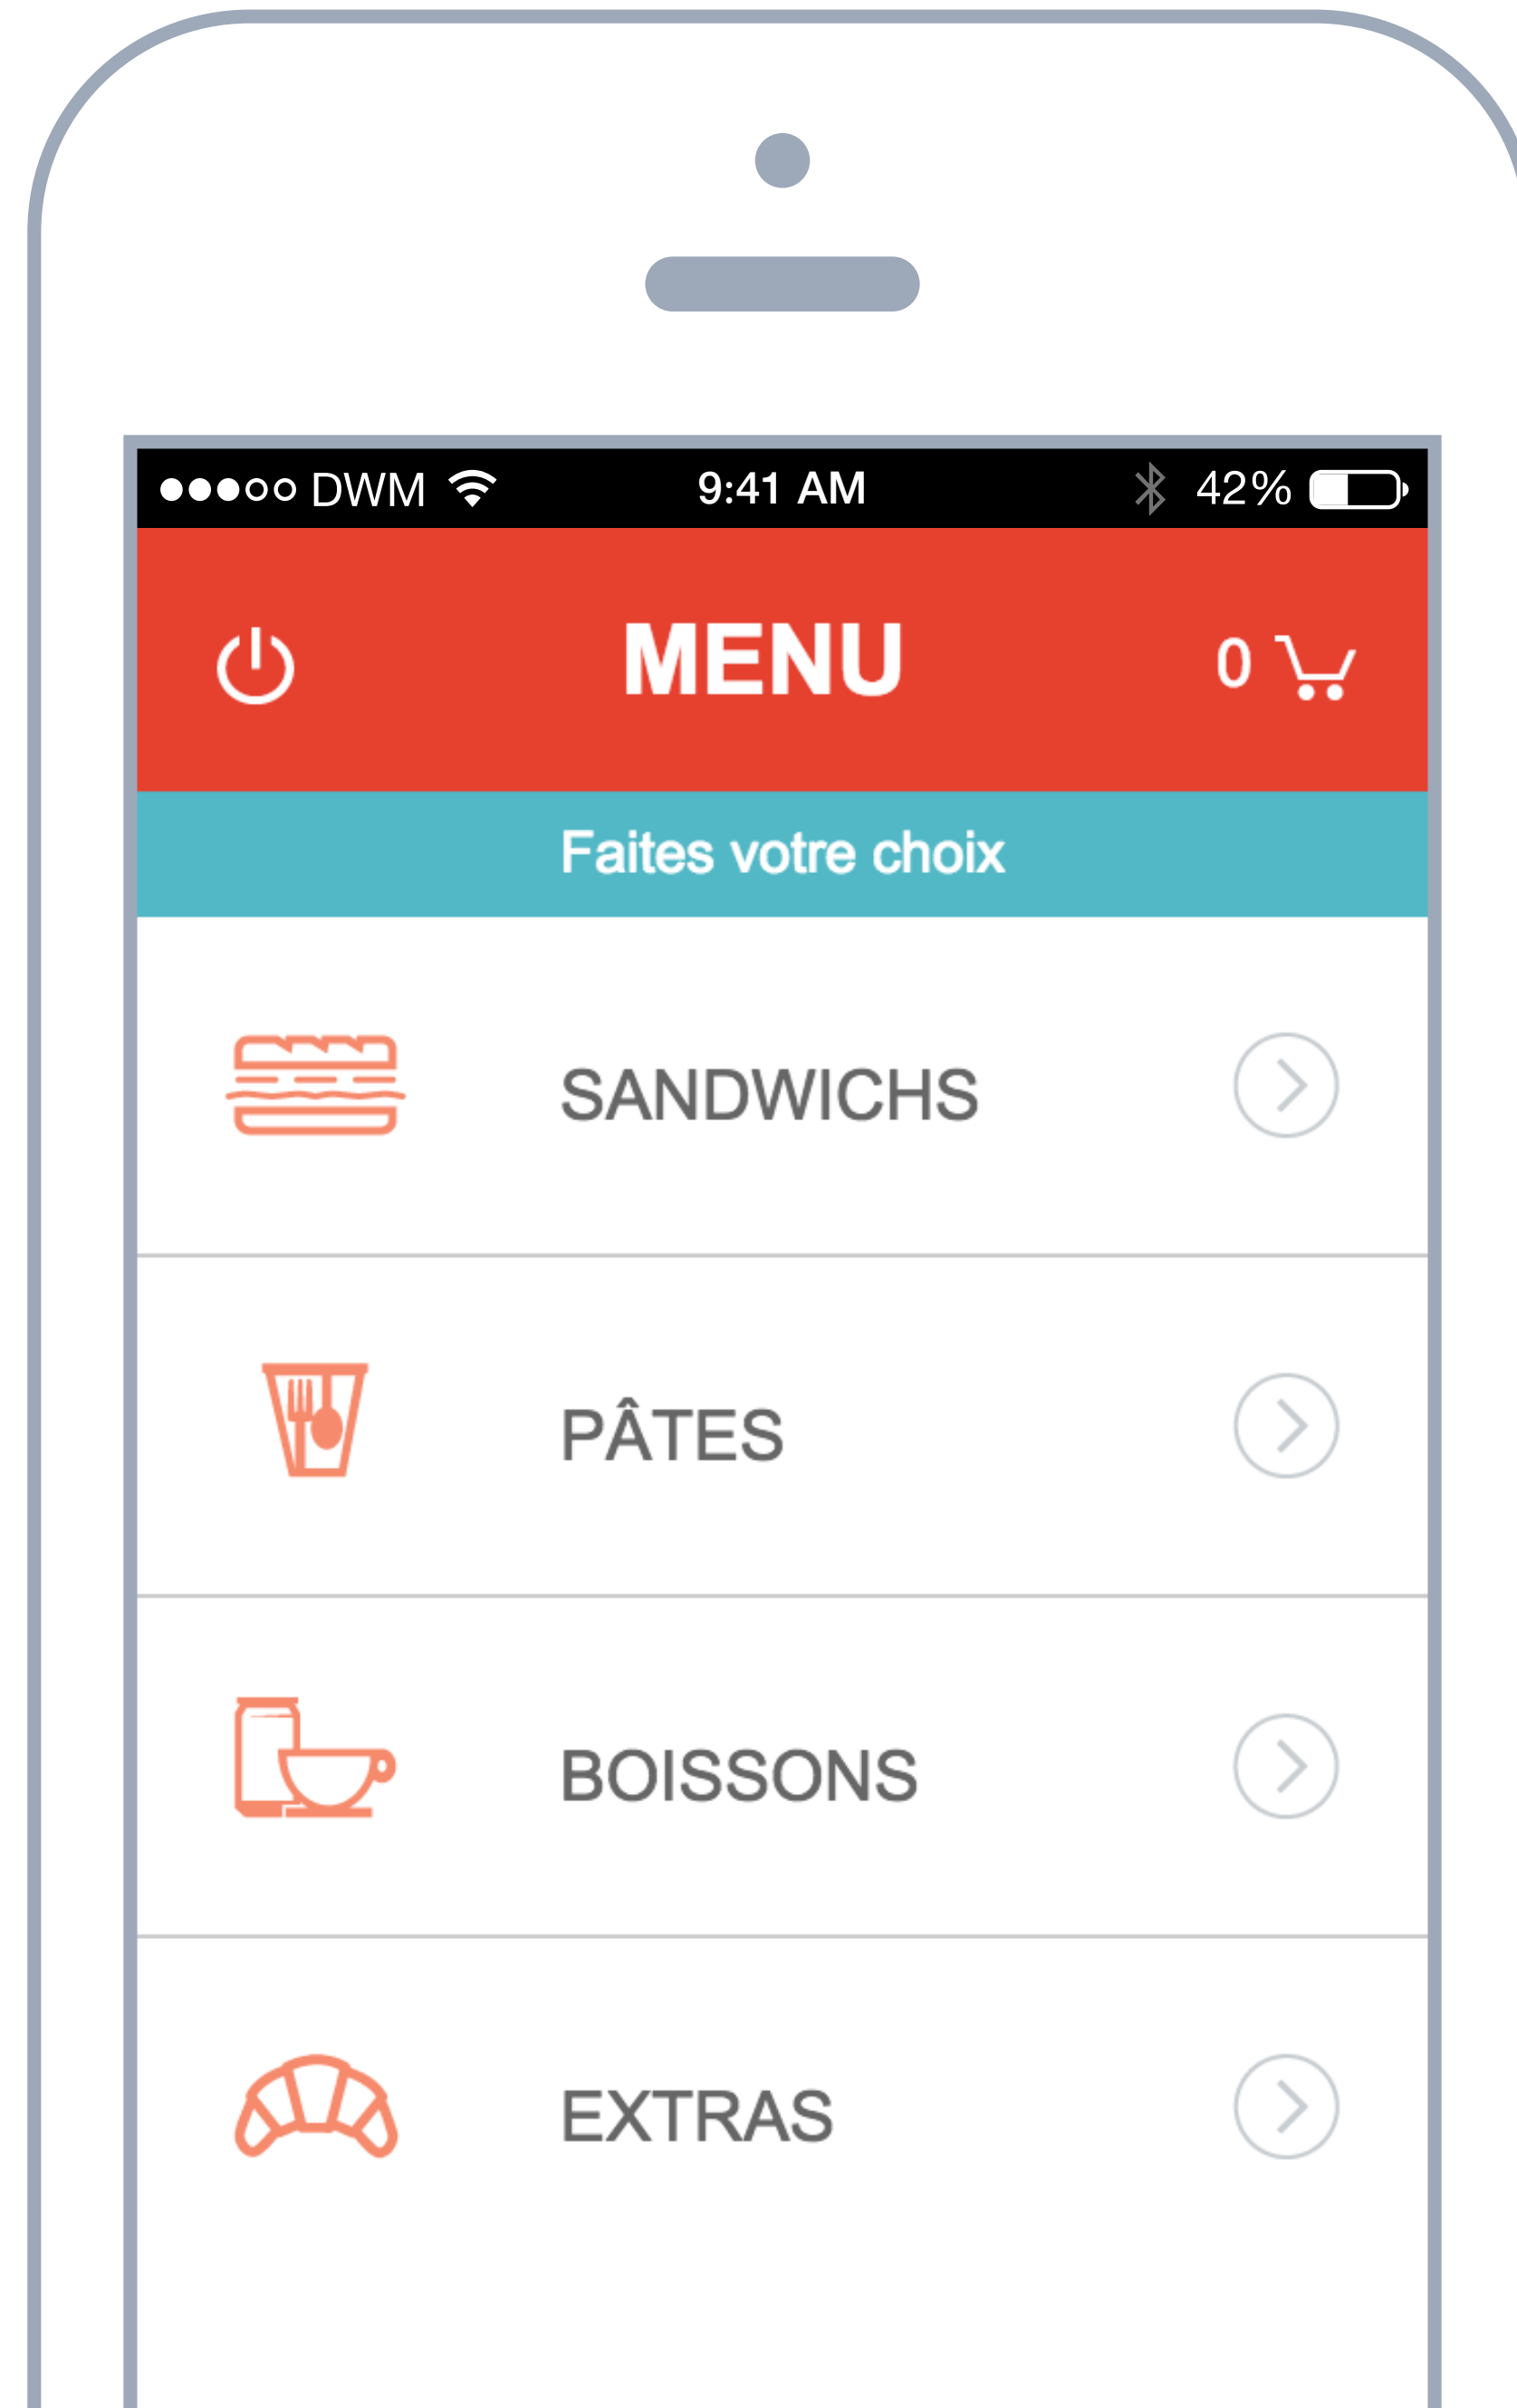 DWM 9:41 AM 42%
MENU 0
Faites votre choix
SANDWICHS
PÂTES
BOISSONS
EXTRAS